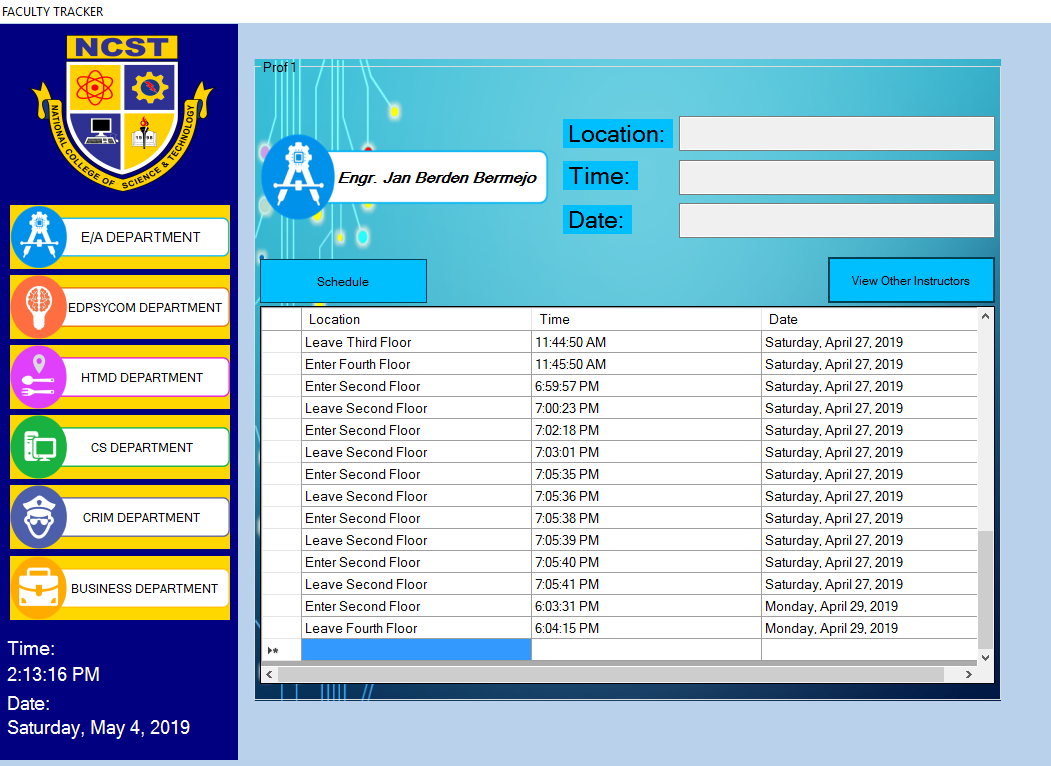 FACULTY TRACKER
NCST
1998
NATIONAL COLLEGE OF SCIENCE & TECHNOLOGY
E/A DEPARTMENT
EDPSYCOM DEPARTMENT
HTMD DEPARTMENT
CS DEPARTMENT
CRIM DEPARTMENT
BUSINESS DEPARTMENT
Time:
2:13:16 PM
Date:
Saturday, May 4, 2019
Prof 1
Engr. Jan Berden Bermejo
Location:
Time:
Date:
Schedule
View Other Instructors
Location Time Date
Leave Third Floor 11:44:50 AM Saturday, April 27, 2019
Enter Fourth Floor 11:45:50 AM Saturday, April 27, 2019
Enter Second Floor 6:59:57 PM Saturday, April 27, 2019
Leave Second Floor 7:00:23 PM Saturday, April 27, 2019
Enter Second Floor 7:02:18 PM Saturday, April 27, 2019
Leave Second Floor 7:03:01 PM Saturday, April 27, 2019
Enter Second Floor 7:05:35 PM Saturday, April 27, 2019
Leave Second Floor 7:05:36 PM Saturday, April 27, 2019
Enter Second Floor 7:05:38 PM Saturday, April 27, 2019
Leave Second Floor 7:05:39 PM Saturday, April 27, 2019
Enter Second Floor 7:05:40 PM Saturday, April 27, 2019
Leave Second Floor 7:05:41 PM Saturday, April 27, 2019
Enter Second Floor 6:03:31 PM Monday, April 29, 2019
Leave Fourth Floor 6:04:15 PM Monday, April 29, 2019